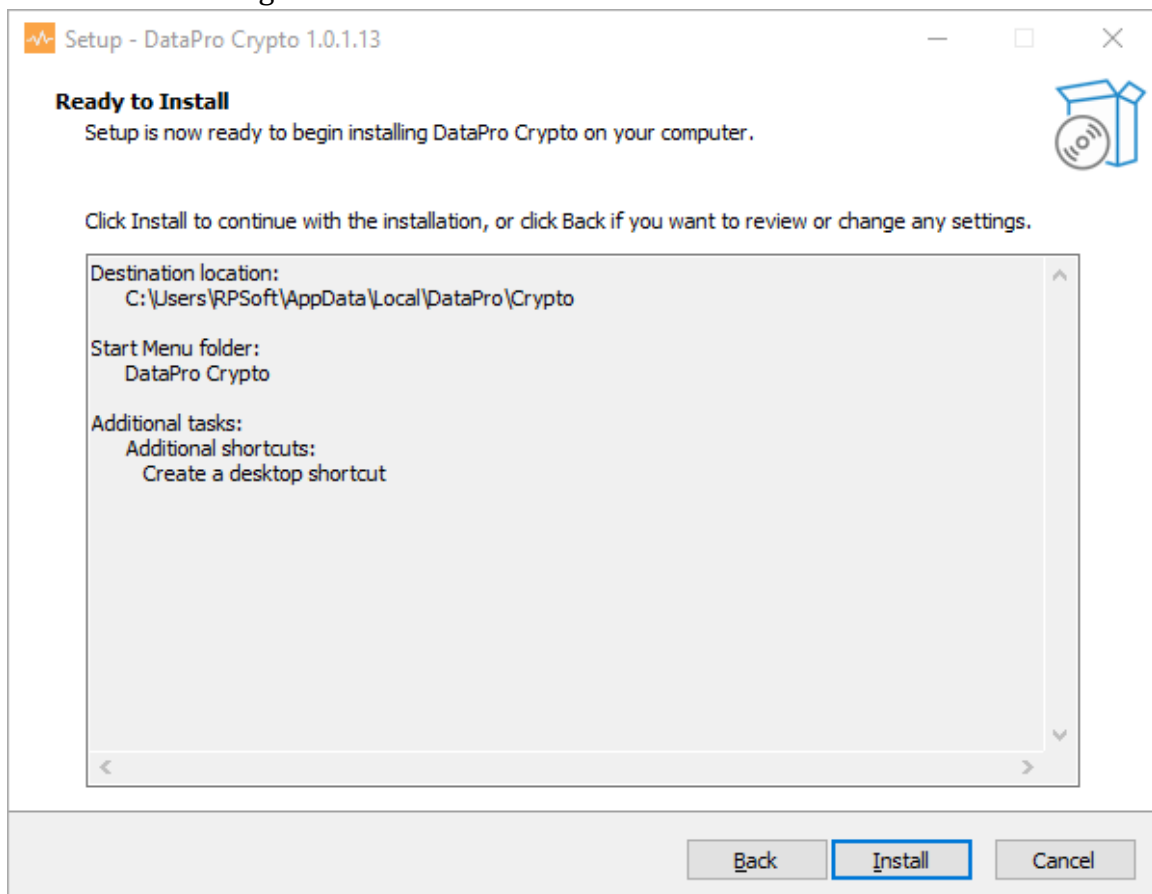 Setup - DataPro Crypto 1.0.1.13
Ready to Install
Setup is now ready to begin installing DataPro Crypto on your computer.
Click Install to continue with the installation, or click Back if you want to review or change any settings.
Destination location:
C:\Users\RPSoft\AppData\Local\DataPro\Crypto
Start Menu folder:
DataPro Crypto
Additional tasks:
Additional shortcuts:
Create a desktop shortcut
Back
Install
Cancel